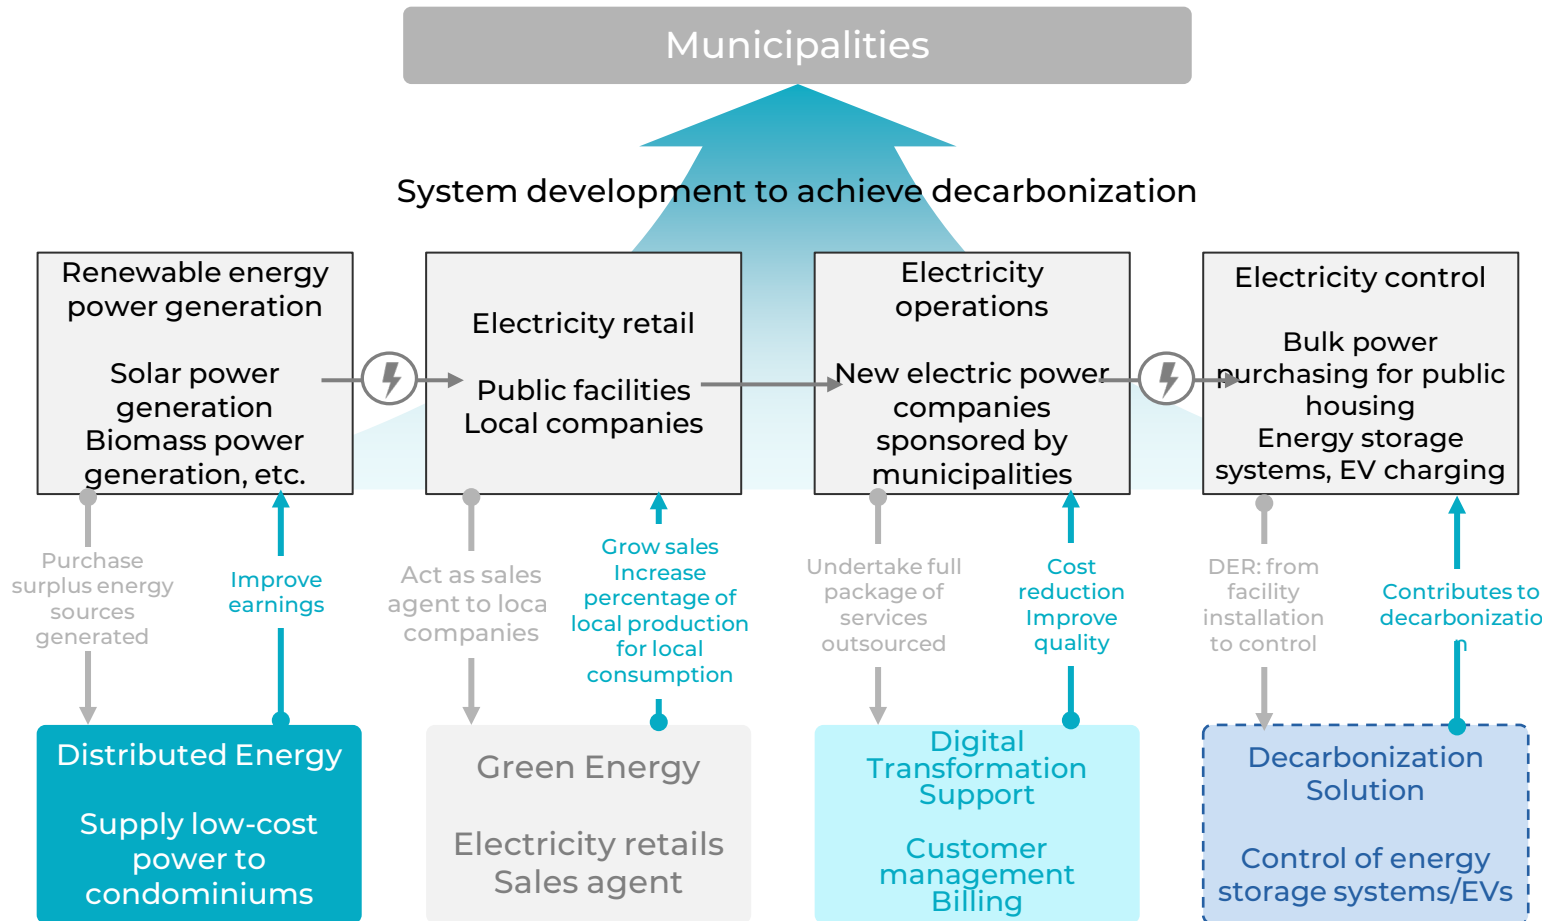 Municipalities
System development to achieve decarbonization
Renewable energy
power generation
Solar power
generation
Biomass power
generation, etc.
Electricity retail
Public facilities
Local companies
Electricity
operations
New electric power
companies
sponsored by
municipalities
Electricity control
Bulk power
purchasing for public
housing
Energy storage
systems, EV charging
Purchase
surplus energy
sources
generated
Improve
earnings
Act as sales
agent to loca
companies
Grow sales
Increase
percentage of
local production
for local
consumption
Undertake full
package of
services
outsourced
Cost
reduction
Improve
quality
DER: from
facility
installation
to control
Contributes to
decarbonizatio
n
Distributed Energy
Supply low-cost
power to
condominiums
Green Energy
Electricity retails
Sales agent
Digital
Transformation
Support
Customer
management
Billing
Decarbonization
Solution
Control of energy
storage systems/EVs